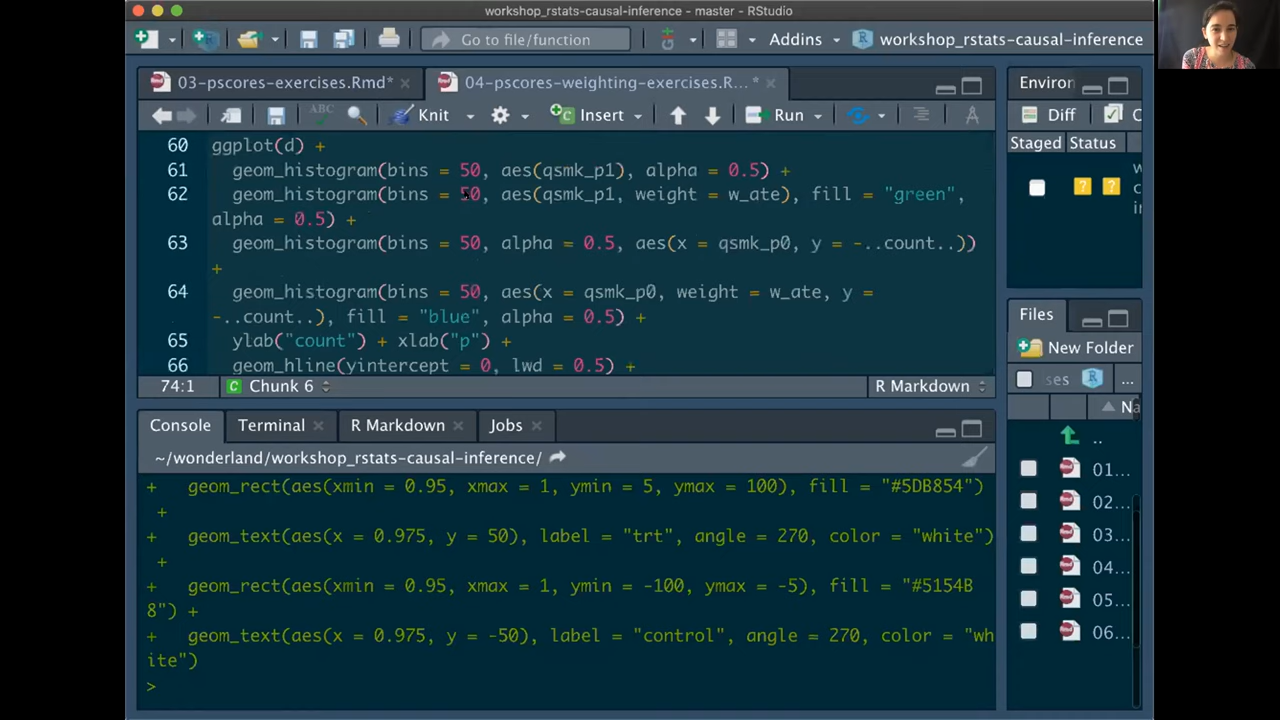 workshop_rstats-causal-inference - master - RStudio
Go to file/function
Addins
workshop_rstats-causal-inference
03-pscores-exercises.Rmd*
04-pscores-weighting-exercises.R... *
Environ
ABC
Knit
Insert
Run
Diff
C
Staged Status
60 ggplot(d) +
61 geom_histogram(bins = 50, aes(qsmk_p1), alpha = 0.5) +
62 geom_histogram(bins = 50, aes(qsmk_p1, weight = w_ate), fill = "green",
alpha = 0.5) +
63 geom_histogram(bins = 50, alpha = 0.5, aes(x = qsmk_p0, y = -..count..))
+
64 geom_histogram(bins = 50, aes(x = qsmk_p0, weight = w_ate, y =
-..count..), fill = "blue", alpha = 0.5) +
65 ylab("count") + xlab("p") +
66 geom_hline(yintercept = 0, lwd = 0.5) +
74:1 C Chunk 6 R Markdown
w
c
ir
Files
New Folder
ses R ...
Na
..
01...
02...
03...
04...
05...
06...
Console Terminal R Markdown Jobs
~/wonderland/workshop_rstats-causal-inference/
+ geom_rect(aes(xmin = 0.95, xmax = 1, ymin = 5, ymax = 100), fill = "#5DB854")
+
+ geom_text(aes(x = 0.975, y = 50), label = "trt", angle = 270, color = "white")
+
+ geom_rect(aes(xmin = 0.95, xmax = 1, ymin = -100, ymax = -5), fill = "#5154B
8") +
+ geom_text(aes(x = 0.975, y = -50), label = "control", angle = 270, color = "wh
ite")
>